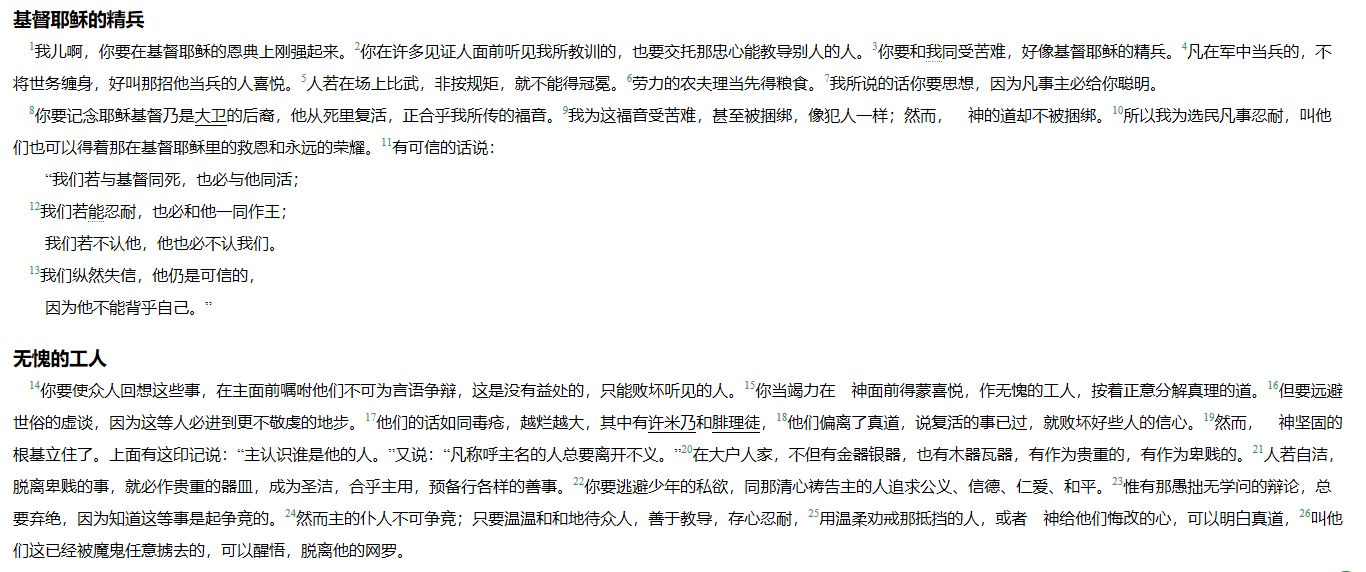 基督耶稣的精兵
1我儿啊，你要在基督耶稣的恩典上刚强起来。2你在许多见证人面前听见我所教训的，也要交托那忠心能教导别人的人。3你要和我同受苦难，好像基督耶稣的精兵。4凡在军中当兵的，不
将世务缠身，好叫那招他当兵的人喜悦。5人若在场上比武，非按规矩，就不能得冠冕。6劳力的农夫理当先得粮食。7我所说的话你要思想，因为凡事主必给你聪明。
8你要记念耶稣基督乃是大卫的后裔，他从死里复活，正合乎我所传的福音。9我为这福音受苦难，甚至被捆绑，像犯人一样；然而，　神的道却不被捆绑。10所以我为选民凡事忍耐，叫他
们也可以得着那在基督耶稣里的救恩和永远的荣耀。11有可信的话说：
“我们若与基督同死，也必与他同活；
12我们若能忍耐，也必和他一同作王；
我们若不认他，他也必不认我们。
13我们纵然失信，他仍是可信的，
因为他不能背乎自己。”
无愧的工人
14你要使众人回想这些事，在主面前嘱咐他们不可为言语争辩，这是没有益处的，只能败坏听见的人。15你当竭力在　神面前得蒙喜悦，作无愧的工人，按着正意分解真理的道。16但要远避
世俗的虚谈，因为这等人必进到更不敬虔的地步。17他们的话如同毒疮，越烂越大，其中有许米乃和腓理徒，18他们偏离了真道，说复活的事已过，就败坏好些人的信心。19然而，　神坚固的
根基立住了。上面有这印记说：“主认识谁是他的人。”又说：“凡称呼主名的人总要离开不义。”20在大户人家，不但有金器银器，也有木器瓦器，有作为贵重的，有作为卑贱的。21人若自洁，
脱离卑贱的事，就必作贵重的器皿，成为圣洁，合乎主用，预备行各样的善事。22你要逃避少年的私欲，同那清心祷告主的人追求公义、信德、仁爱、和平。23惟有那愚拙无学问的辩论，总
要弃绝，因为知道这等事是起争竞的。24然而主的仆人不可争竞；只要温温和和地待众人，善于教导，存心忍耐，25用温柔劝戒那抵挡的人，或者　神给他们悔改的心，可以明白真道，26叫他
们这已经被魔鬼任意掳去的，可以醒悟，脱离他的网罗。